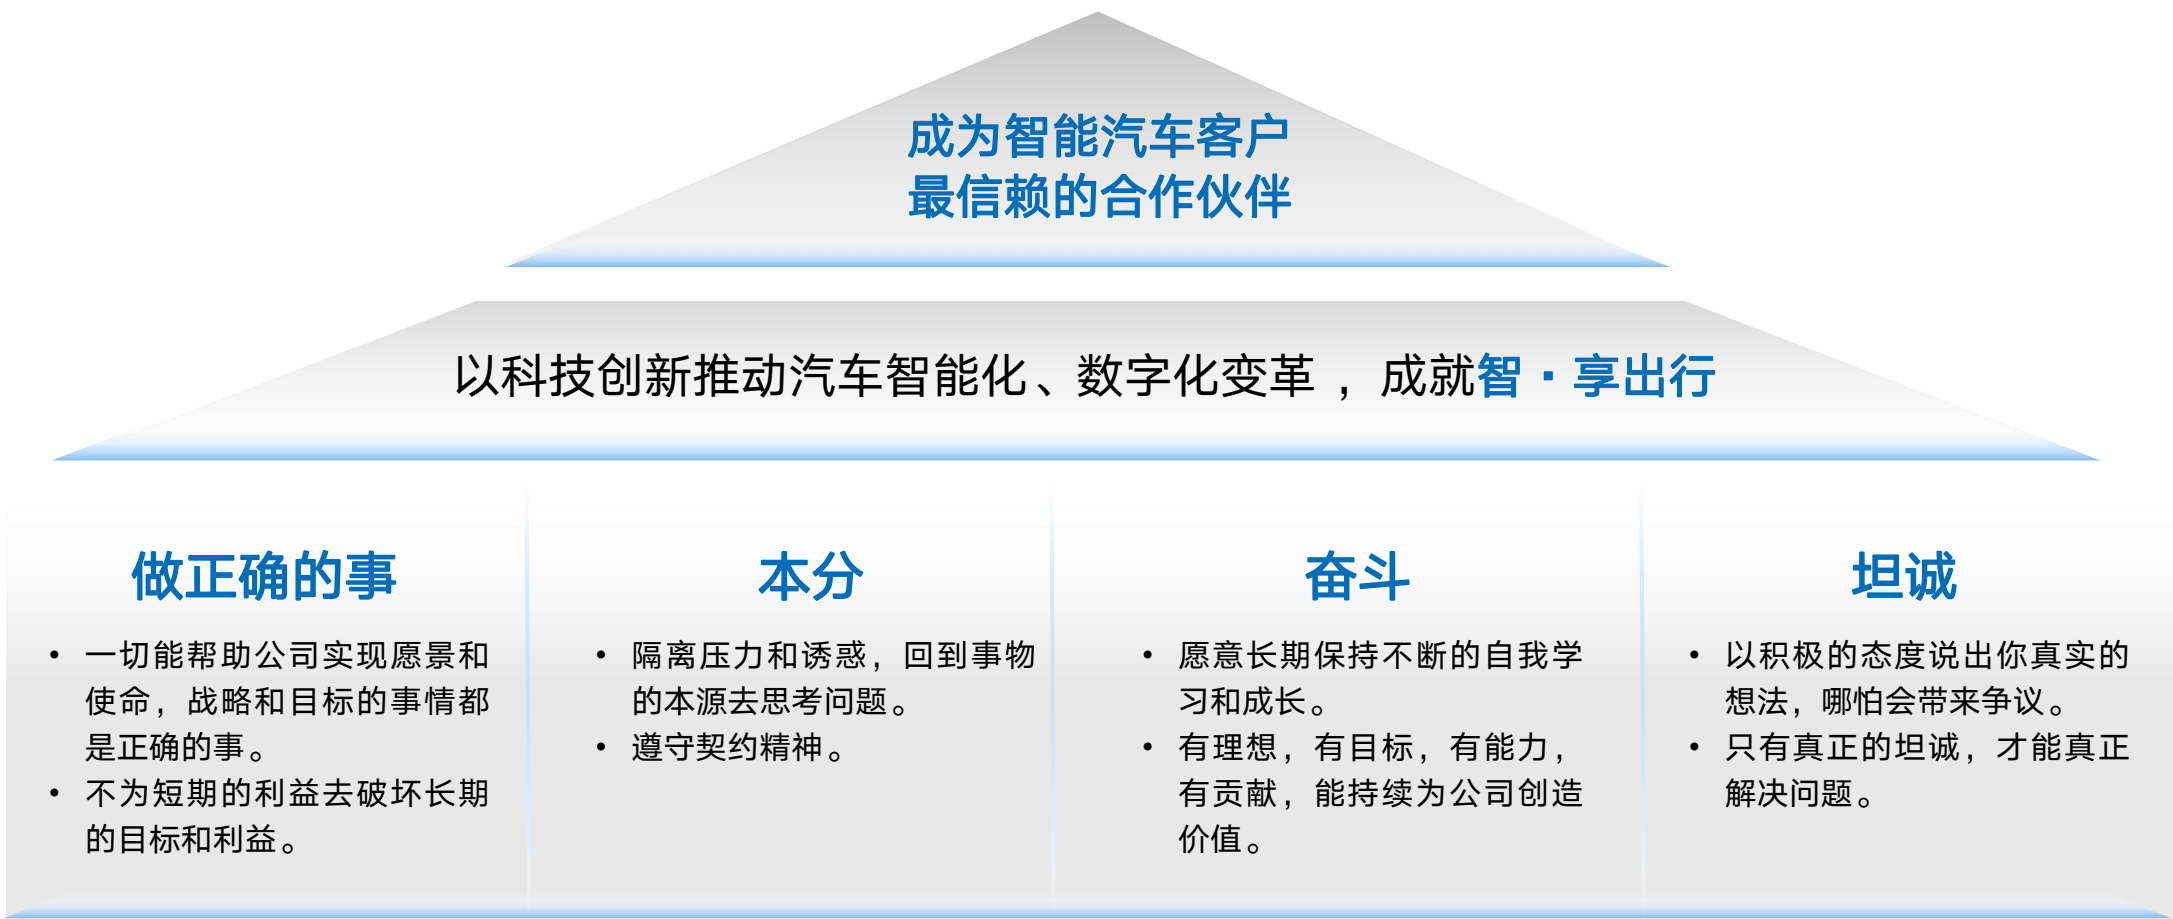 成为智能汽车客户
最信赖的合作伙伴
以科技创新推动汽车智能化、数字化变革，成就智·享出行
做正确的事
• 一切能帮助公司实现愿景和
使命，战略和目标的事情都
是正确的事。
• 不为短期的利益去破坏长期
的目标和利益。
本分
• 隔离压力和诱惑，回到事物
的本源去思考问题。
• 遵守契约精神。
奋斗
• 愿意长期保持不断的自我学
习和成长。
• 有理想，有目标，有能力，
有贡献，能持续为公司创造
价值。
坦诚
• 以积极的态度说出你真实的
想法，哪怕会带来争议。
• 只有真正的坦诚，才能真正
解决问题。